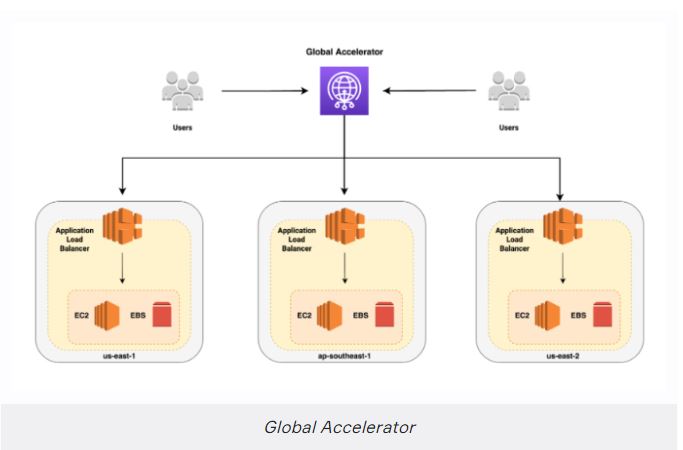 Global Accelerator
Users
Users
Application
Load
Balancer
EC2
EBS
us-east-1
Application
Load
Balancer
EC2
EBS
ap-southeast-1
Application
Load
Balancer
EC2
EBS
us-east-2
Global Accelerator